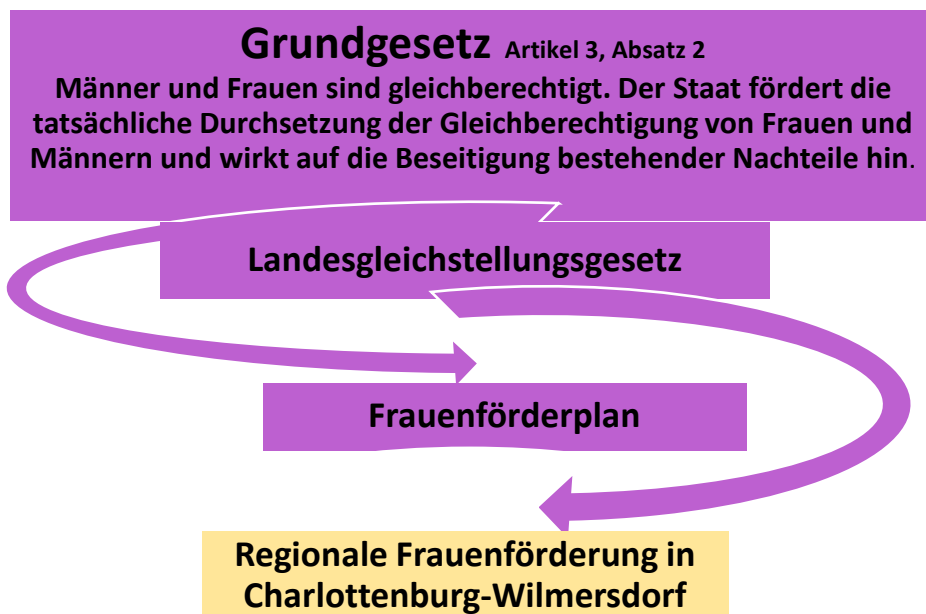 Grundgesetz Artikel 3, Absatz 2
Männer und Frauen sind gleichberechtigt. Der Staat fördert die
tatsächliche Durchsetzung der Gleichberechtigung von Frauen und
Männern und wirkt auf die Beseitigung bestehender Nachteile hin.
Landesgleichstellungsgesetz
Frauenförderplan
Regionale Frauenförderung in
Charlottenburg-Wilmersdorf